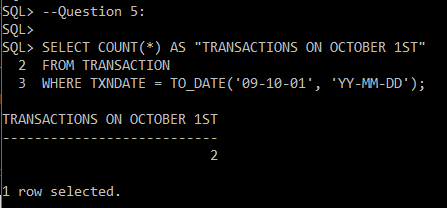 SQL> --Question 5:
SQL>
SQL> SELECT COUNT(*) AS "TRANSACTIONS ON OCTOBER 1ST"
2 FROM TRANSACTION
3 WHERE TXNDATE = TO_DATE('09-10-01', 'YY-MM-DD');
TRANSACTIONS ON OCTOBER 1ST
---------------------------
2
1 row selected.